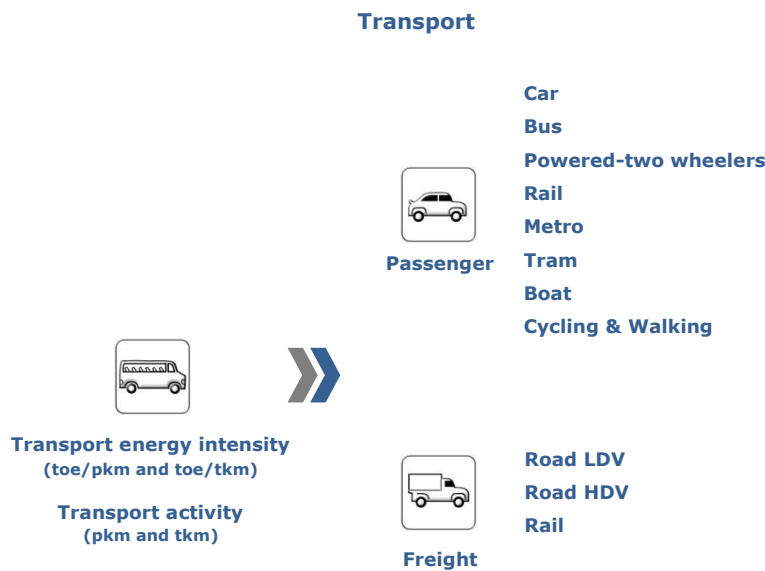 Transport
Car
Bus
Powered-two wheelers
Rail
Metro
Tram
Boat
Cycling & Walking
Passenger
Transport energy intensity
(toe/pkm and toe/tkm)
Transport activity
(pkm and tkm)
Road LDV
Road HDV
Rail
Freight